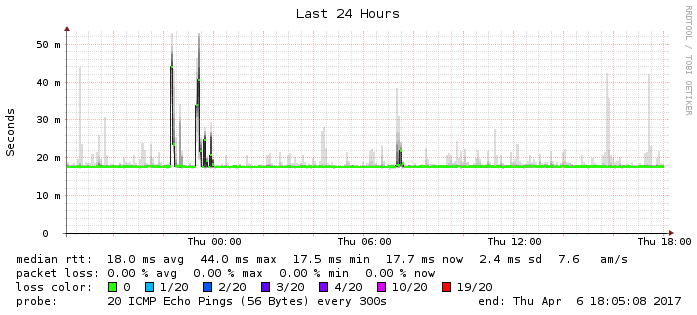 Last 24 Hours
RRDTOOL / TOBI OETIKER
Seconds
50 m
40 m
30 m
20 m
10 m
0
Thu 00:00 Thu 06:00 Thu 12:00 Thu 18:00
median rtt: 18.0 ms avg 44.0 ms max 17.5 ms min 17.7 ms now 2.4 ms sd 7.6 am/s
packet loss: 0.00 % avg 0.00 % max 0.00 % min 0.00 % now
loss color: 0 1/20 2/20 3/20 4/20 10/20 19/20
probe: 20 ICMP Echo Pings (56 Bytes) every 300s end: Thu Apr 6 18:05:08 2017